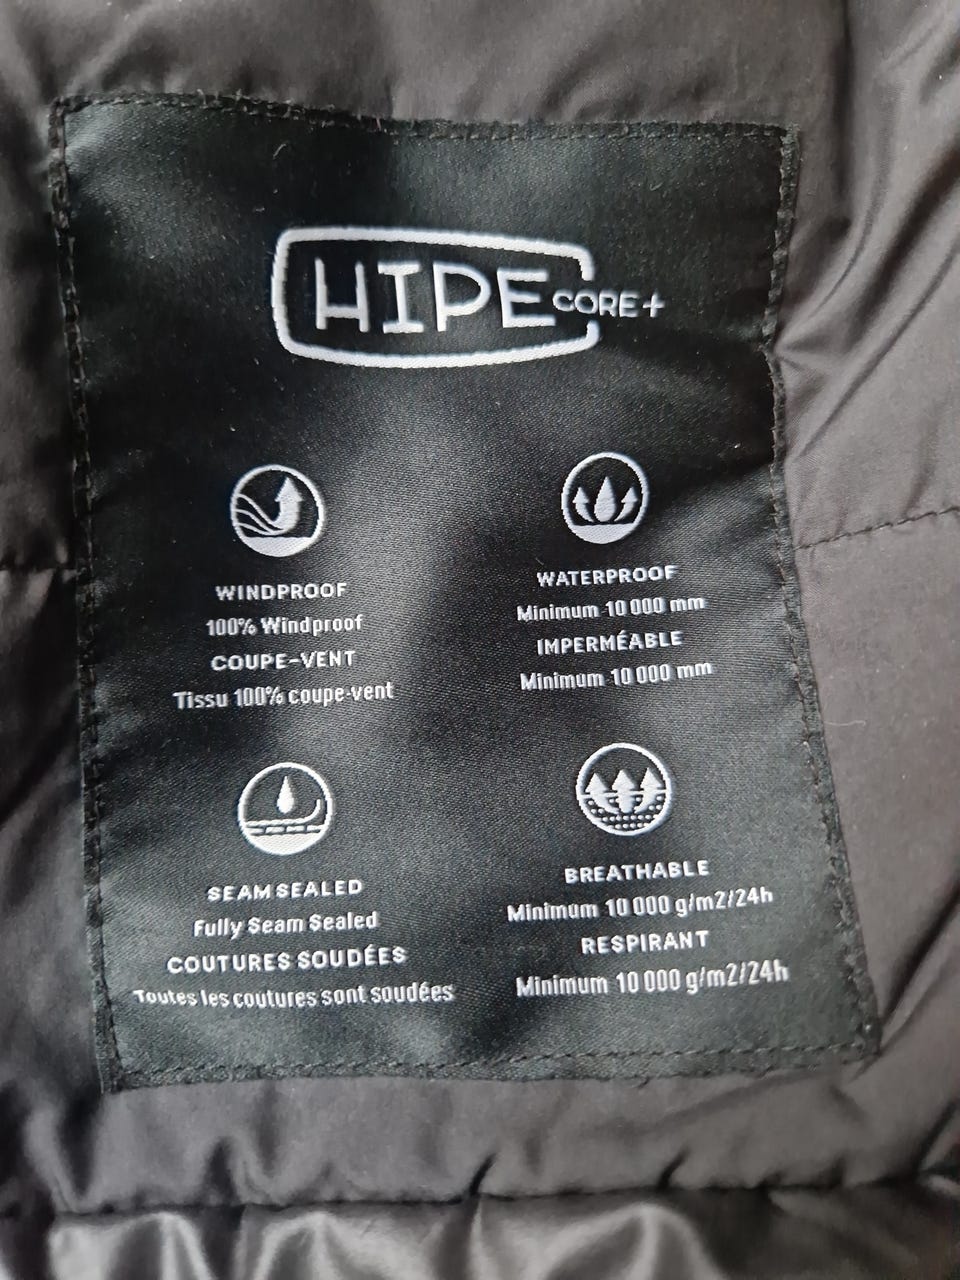 HIPE CORE+
WINDPROOF
100% Windproof
COUPE-VENT
Tissu 100% coupe-vent
WATERPROOF
Minimum 10 000 mm
IMPERMÉABLE
Minimum 10 000 mm
SEAM SEALED
Fully Seam Sealed
COUTURES SOUDÉES
Toutes les coutures sont soudées
BREATHABLE
Minimum 10 000 g/m2/24h
RESPIRANT
Minimum 10 000 g/m2/24h